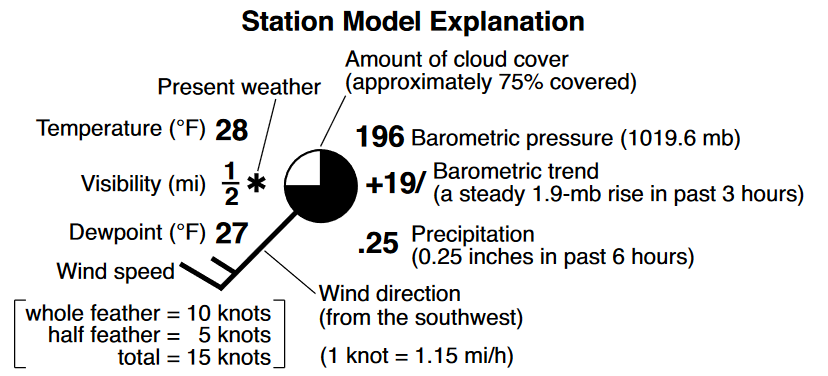 Station Model Explanation
Amount of cloud cover
(approximately 75% covered)
Present weather
Temperature (°F) 28
196 Barometric pressure (1019.6 mb)
Visibility (mi) 1/2 *
+19/ Barometric trend
(a steady 1.9-mb rise in past 3 hours)
Dewpoint (°F) 27
.25 Precipitation
(0.25 inches in past 6 hours)
Wind speed
whole feather = 10 knots
half feather = 5 knots
total = 15 knots
Wind direction
(from the southwest)
(1 knot = 1.15 mi/h)